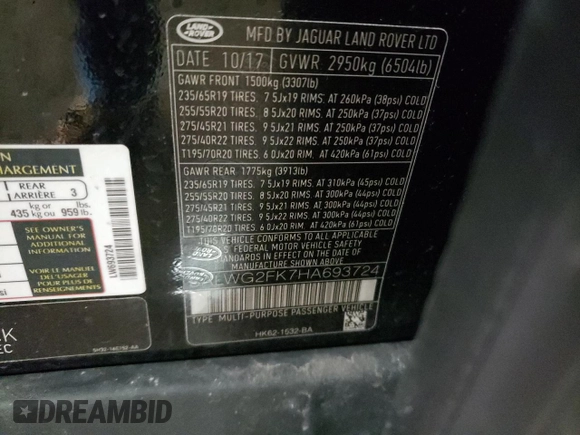 LAND
ROVER
MFD BY JAGUAR LAND ROVER LTD
DATE 10/17 GVWR 2950kg (6504lb)
GAWR FRONT 1500kg (3307lb)
235/65R19 TIRES. 7.5Jx19 RIMS. AT 260kPa (38psi) COLD
255/55R20 TIRES. 8.5Jx20 RIMS. AT 250kPa (37psi) COLD
275/45R21 TIRES. 9.5Jx21 RIMS. AT 250kPa (37psi) COLD
275/40R22 TIRES. 9.5Jx22 RIMS. AT 250kPa (37psi) COLD
T195/70R20 TIRES. 6.0Jx20 RIM. AT 420kPa (61psi) COLD
GAWR REAR. 1775kg (3913lb)
235/65R19 TIRES. 7.5Jx19 RIMS. AT 310kPa (45psi) COLD
255/55R20 TIRES. 8.5Jx20 RIMS. AT 300kPa (44psi) COLD
275/45R21 TIRES. 9.5Jx21 RIMS. AT 300kPa (44psi) COLD
275/40R22 TIRES. 9.5Jx22 RIMS. AT 300kPa (44psi) COLD
T195/70R20 TIRES. 6.0Jx20 RIM. AT 420kPa (61psi) COLD
THIS VEHICLE CONFORMS TO ALL APPLICABLE
U.S. FEDERAL MOTOR VEHICLE SAFETY STANDARDS
IN EFFECT ON THE DATE OF
MANUFACTURE SHOWN ABOVE
WG2FK7HA693724
TYPE: MULTI-PURPOSE PASSENGER VEHICLE
HK62-1532-BA
CHARGEMENT
REAR
ARRIÈRE 3
kg or lbs.
435 kg ou 959 lb.
SEE OWNER'S
MANUAL FOR
ADDITIONAL
INFORMATION
VOIR LE MANUEL
DE L'USAGER
POUR PLUS DE
RENSEIGNEMENTS
LW693724
EC
DREAMBID